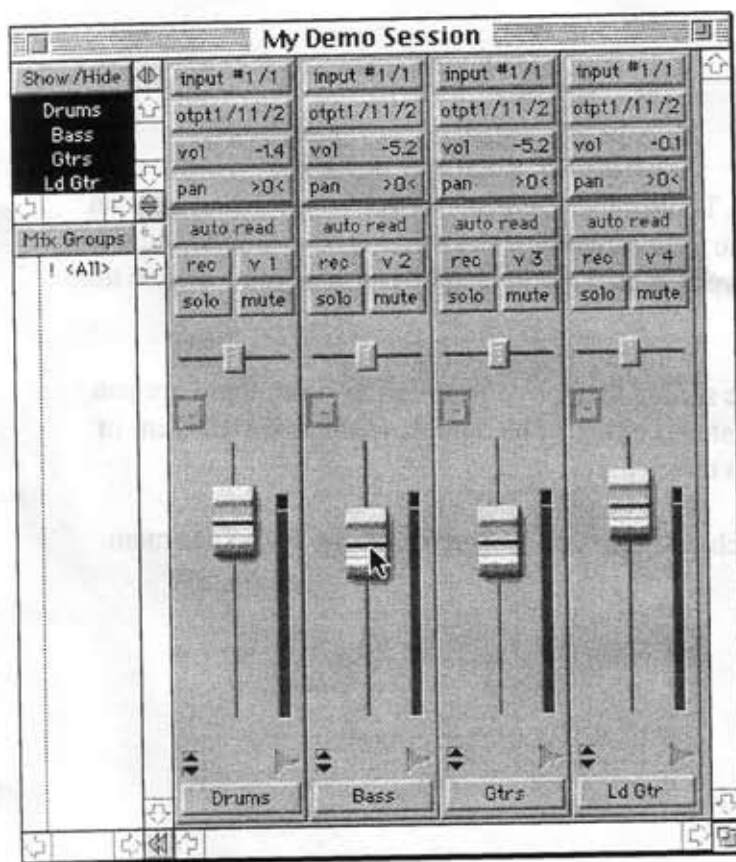 My Demo Session
Show/Hide
Drums
Bass
Gtrs
Ld Gtr
Mix Groups
! <All>
input #1/1 input #1/1 input #1/1 input #1/1
otpt1/11/2 otpt1/11/2 otpt1/11/2 otpt1/11/2
vol -1.4 vol -5.2 vol -5.2 vol -0.1
pan >0< pan >0< pan >0< pan >0<
auto read auto read auto read auto read
rec v 1 rec v 2 rec v 3 rec v 4
solo mute solo mute solo mute solo mute
- - - -
Drums Bass Gtrs Ld Gtr